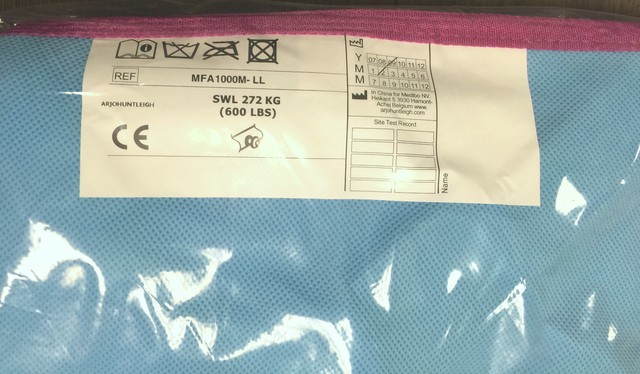 REF MFA1000M- LL
ARJOHUNTLEIGH
SWL 272 KG
(600 LBS)
CE
Y 07 08 09 10 11 12
M 1 2 3 4 5 6
M 7 8 9 10 11 12
In China for Medibo NV.
Heikant 5 3930 Hamont-
Achel Belgium www.
arjohuntleigh.com
Site Test Record
Name